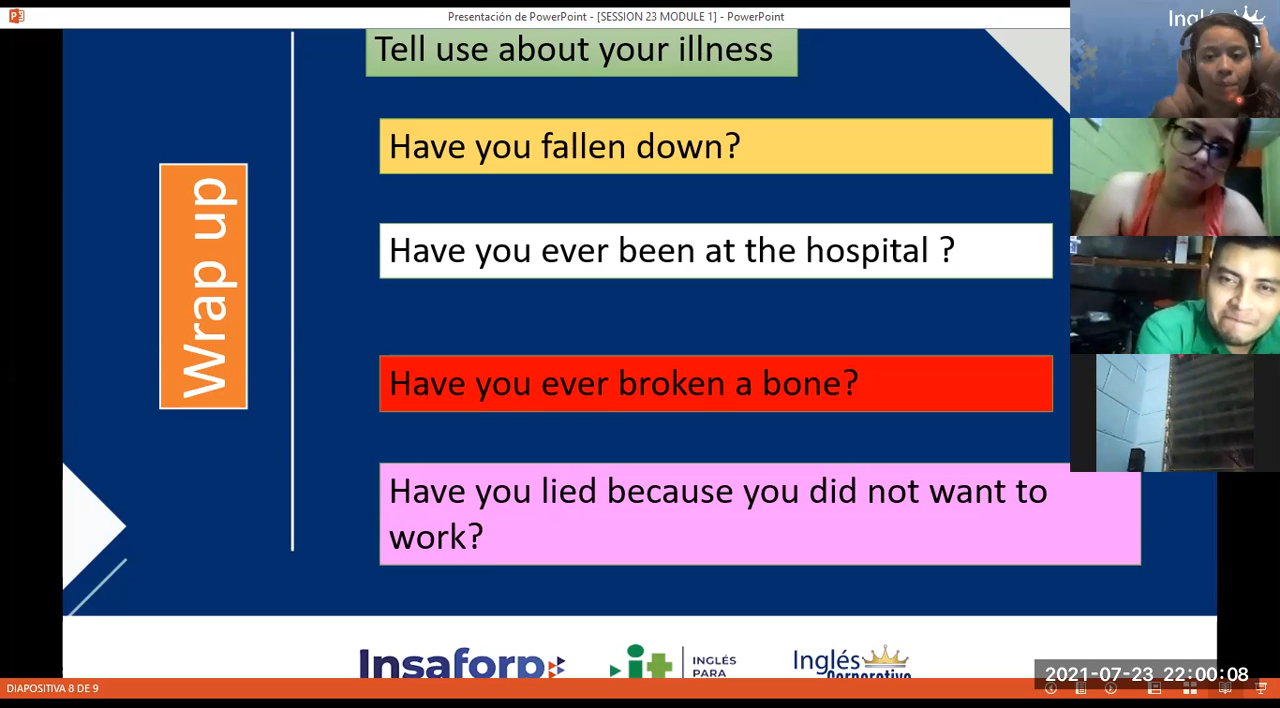 Presentación de PowerPoint - [SESSION 23 MODULE 1] - PowerPoint
Tell use about your illness
Have you fallen down?
Have you ever been at the hospital ?
Have you ever broken a bone?
Have you lied because you did not want to
work?
Wrap up
Insaforp
it
INGLÉS
PARA
Inglés
Corporativo
2021-07-23 22:00:08
DIAPOSITIVA 8 DE 9